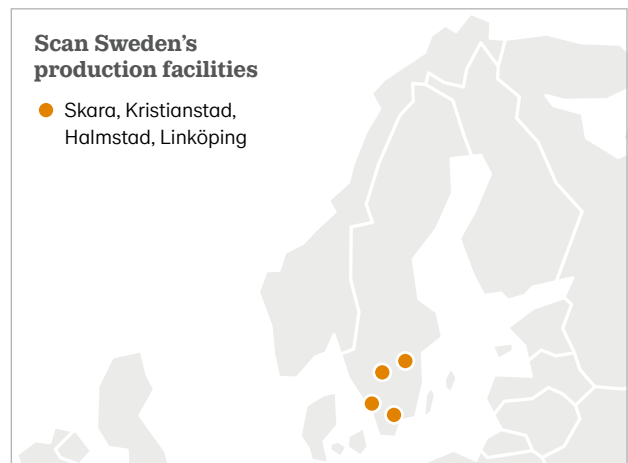 Scan Sweden’s
production facilities
Skara, Kristianstad,
Halmstad, Linköping